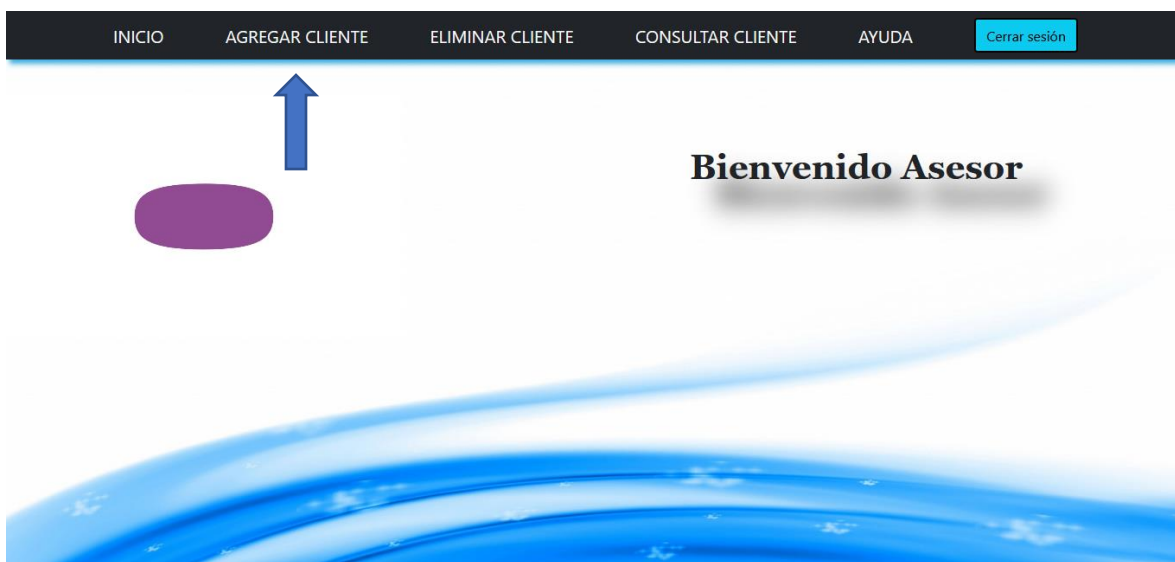 INICIO AGREGAR CLIENTE ELIMINAR CLIENTE CONSULTAR CLIENTE AYUDA Cerrar sesión
Bienvenido Asesor